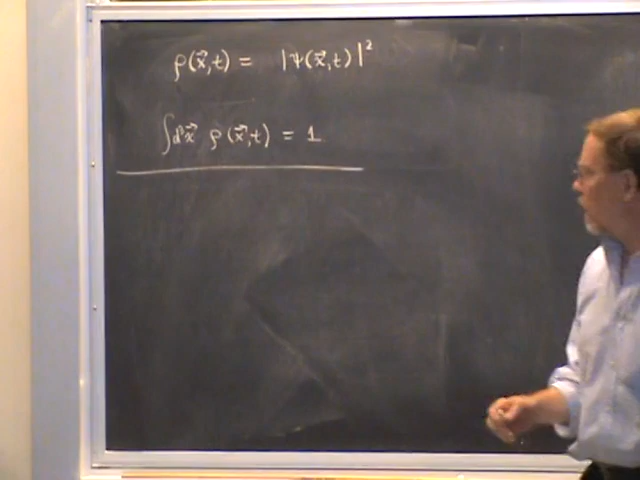 ρ(x⃗,t) = |ψ(x⃗,t)|²
∫d³x⃗ ρ(x⃗,t) = 1